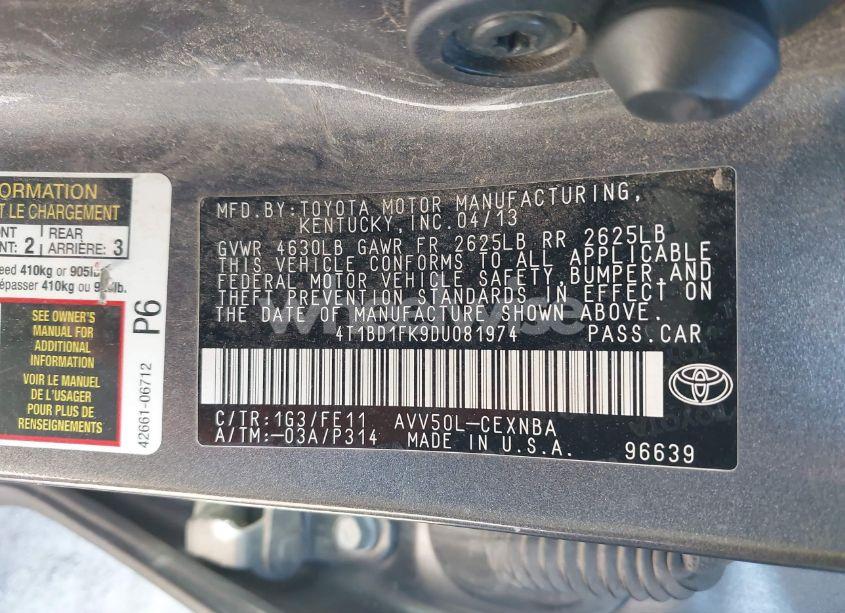 ORMATION
T LE CHARGEMENT
NT REAR
NT: 2 ARRIÈRE: 3
eed 410kg or 905lb
épasser 410kg ou lb.
SEE OWNER'S
MANUAL FOR
ADDITIONAL
INFORMATION
VOIR LE MANUEL
DE L'USAGER
POUR PLUS DE
RENSEIGNEMENTS
P6
42661-06712
MFD.BY:TOYOTA MOTOR MANUFACTURING,
KENTUCKY,INC.04/13
GVWR 4630LB GAWR FR 2625LB RR 2625LB
THIS VEHICLE CONFORMS TO ALL APPLICABLE
FEDERAL MOTOR VEHICLE SAFETY,BUMPER,AND
THEFT PREVENTION STANDARDS IN EFFECT ON
THE DATE OF MANUFACTURE SHOWN ABOVE.
4T1BD1FK9DU081974 PASS.CAR
C/TR:1G3/FE11 AVV50L-CEXNBA
A/TM:-03A/P314 MADE IN U.S.A.
96639